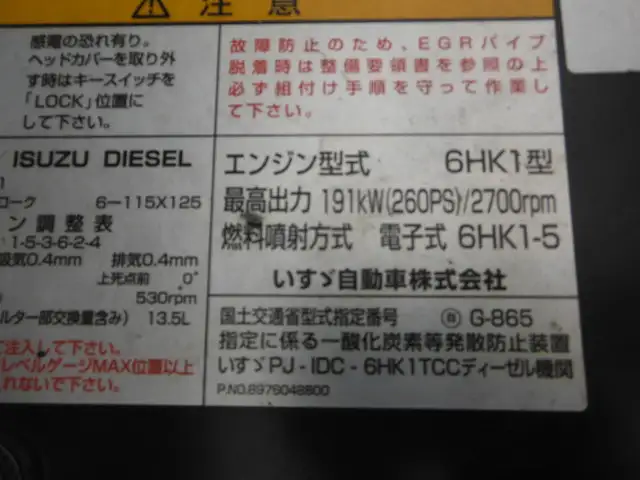 ⚠ 注意
感電の恐れ有り。
ヘッドカバーを取り外
す時はキースイッチを
「LOCK」位置に
して下さい。
故障防止のため、EGRパイプ
脱着時は整備要領書を参照の上
必ず組付け手順を守って作業し
て下さい。
ISUZU DIESEL
ローク 6-115X125
ン調整表
1-5-3-6-2-4
吸気0.4mm 排気0.4mm
上死点前 0°
530rpm
ルター部交換量含み) 13.5L
注入して下さい。
レベルゲージMAX位置以上
れないで下さい。
エンジン型式 6HK1型
最高出力 191kW(260PS)/2700rpm
燃料噴射方式 電子式 6HK1-5
いすゞ自動車株式会社
国土交通省型式指定番号 G-865
指定に係る一酸化炭素等発散防止装置
いすゞPJ-IDC-6HK1TCCディーゼル機関
P.NO.8976048800